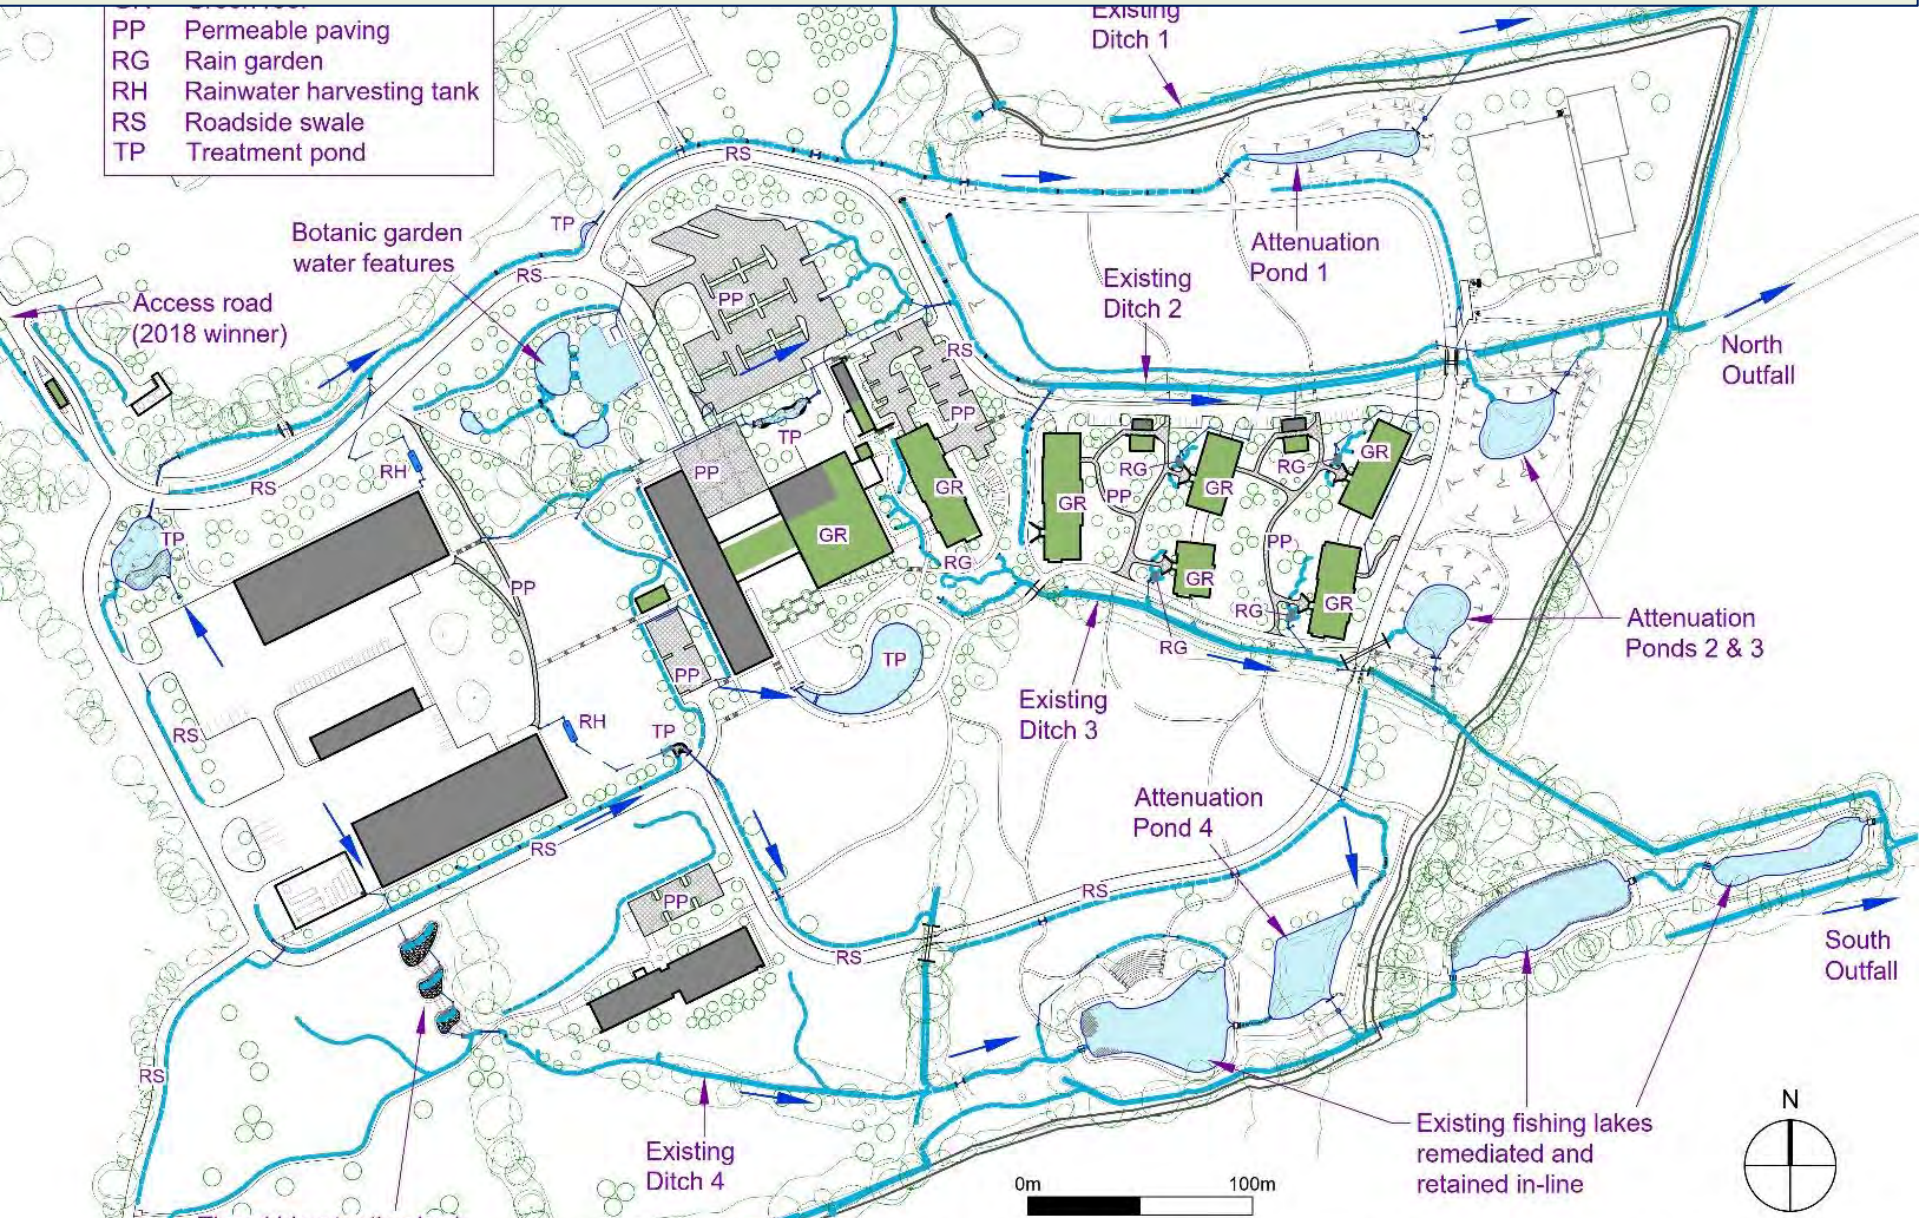 PP Permeable paving
RG Rain garden
RH Rainwater harvesting tank
RS Roadside swale
TP Treatment pond
Existing
Ditch 1
RS
TP
Botanic garden
water features
RS
Access road
(2018 winner)
PP
Attenuation
Pond 1
Existing
Ditch 2
RS
North
Outfall
PP
TP
RH
RS
PP
GR
RG
RG
GR
GR
GR
PP
GR
TP
PP
RG
GR
PP
RG
GR
RG
TP
PP
Attenuation
Ponds 2 & 3
Existing
Ditch 3
RS
RH
TP
Attenuation
Pond 4
RS
RS
PP
RS
South
Outfall
RS
Existing
Ditch 4
Existing fishing lakes
remediated and
retained in-line
N
0m 100m